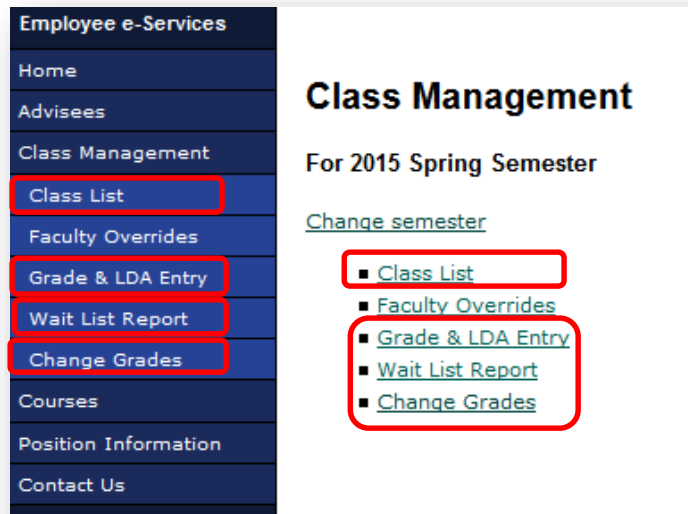 Employee e-Services
Home
Advisees
Class Management
Class List
Faculty Overrides
Grade & LDA Entry
Wait List Report
Change Grades
Courses
Position Information
Contact Us
Class Management
For 2015 Spring Semester
Change semester
Class List
Faculty Overrides
Grade & LDA Entry
Wait List Report
Change Grades